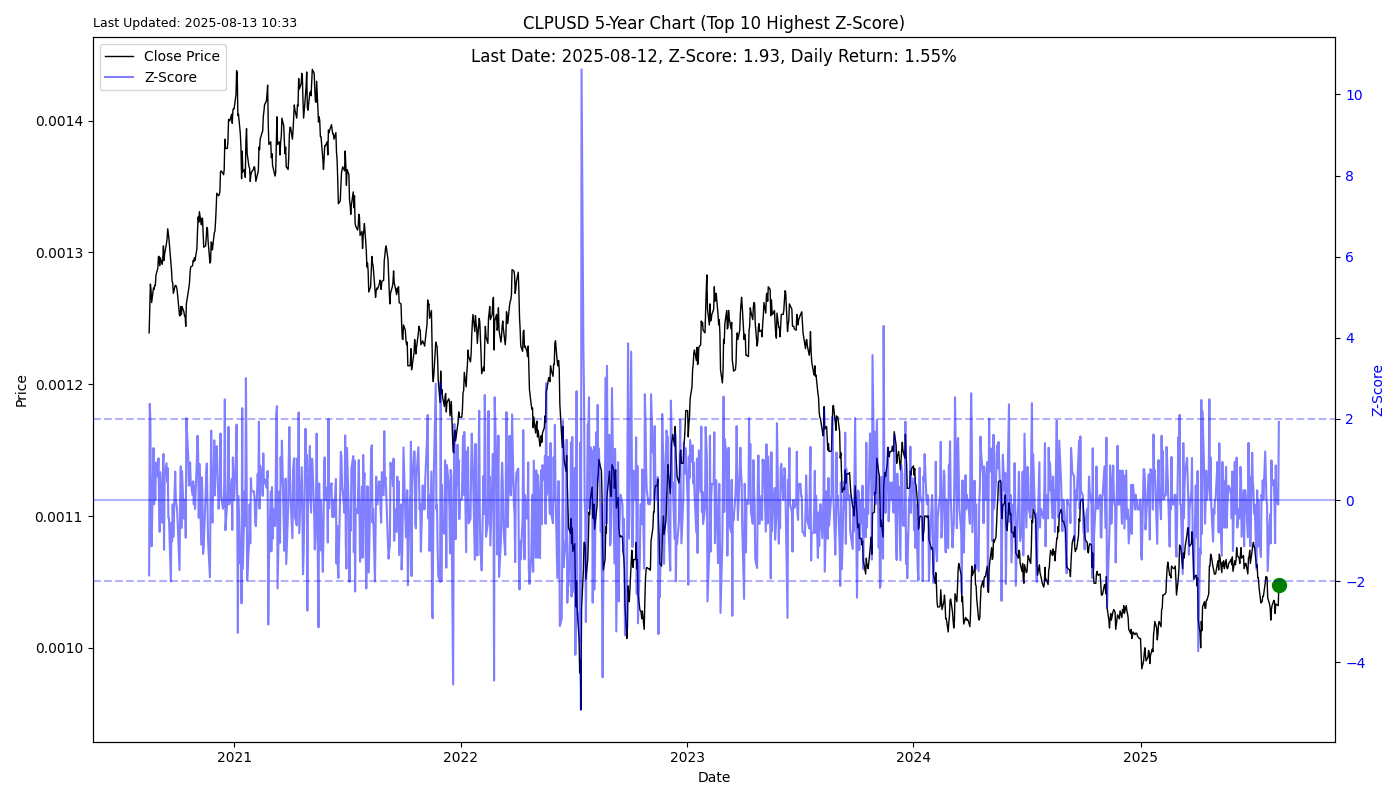 Last Updated: 2025-08-13 10:33
CLPUSD 5-Year Chart (Top 10 Highest Z-Score)
Last Date: 2025-08-12, Z-Score: 1.93, Daily Return: 1.55%
Close Price
Z-Score
0.0014
0.0013
0.0012
0.0011
0.0010
Price
10
8
6
4
2
0
−2
−4
Z-Score
2021
2022
2023
2024
2025
Date